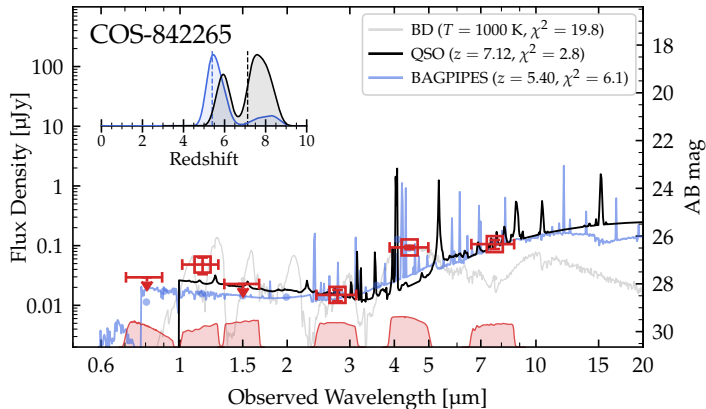 COS-842265
BD (T = 1000 K, χ² = 19.8)
QSO (z = 7.12, χ² = 2.8)
BAGPIPES (z = 5.40, χ² = 6.1)
100
10
1
0.10
0.01
Flux Density [μJy]
0 2 4 6 8 10
Redshift
18
20
22
24
26
28
30
AB mag
0.6 1 1.5 2 3 4 5 6 7 10 15 20
Observed Wavelength [μm]